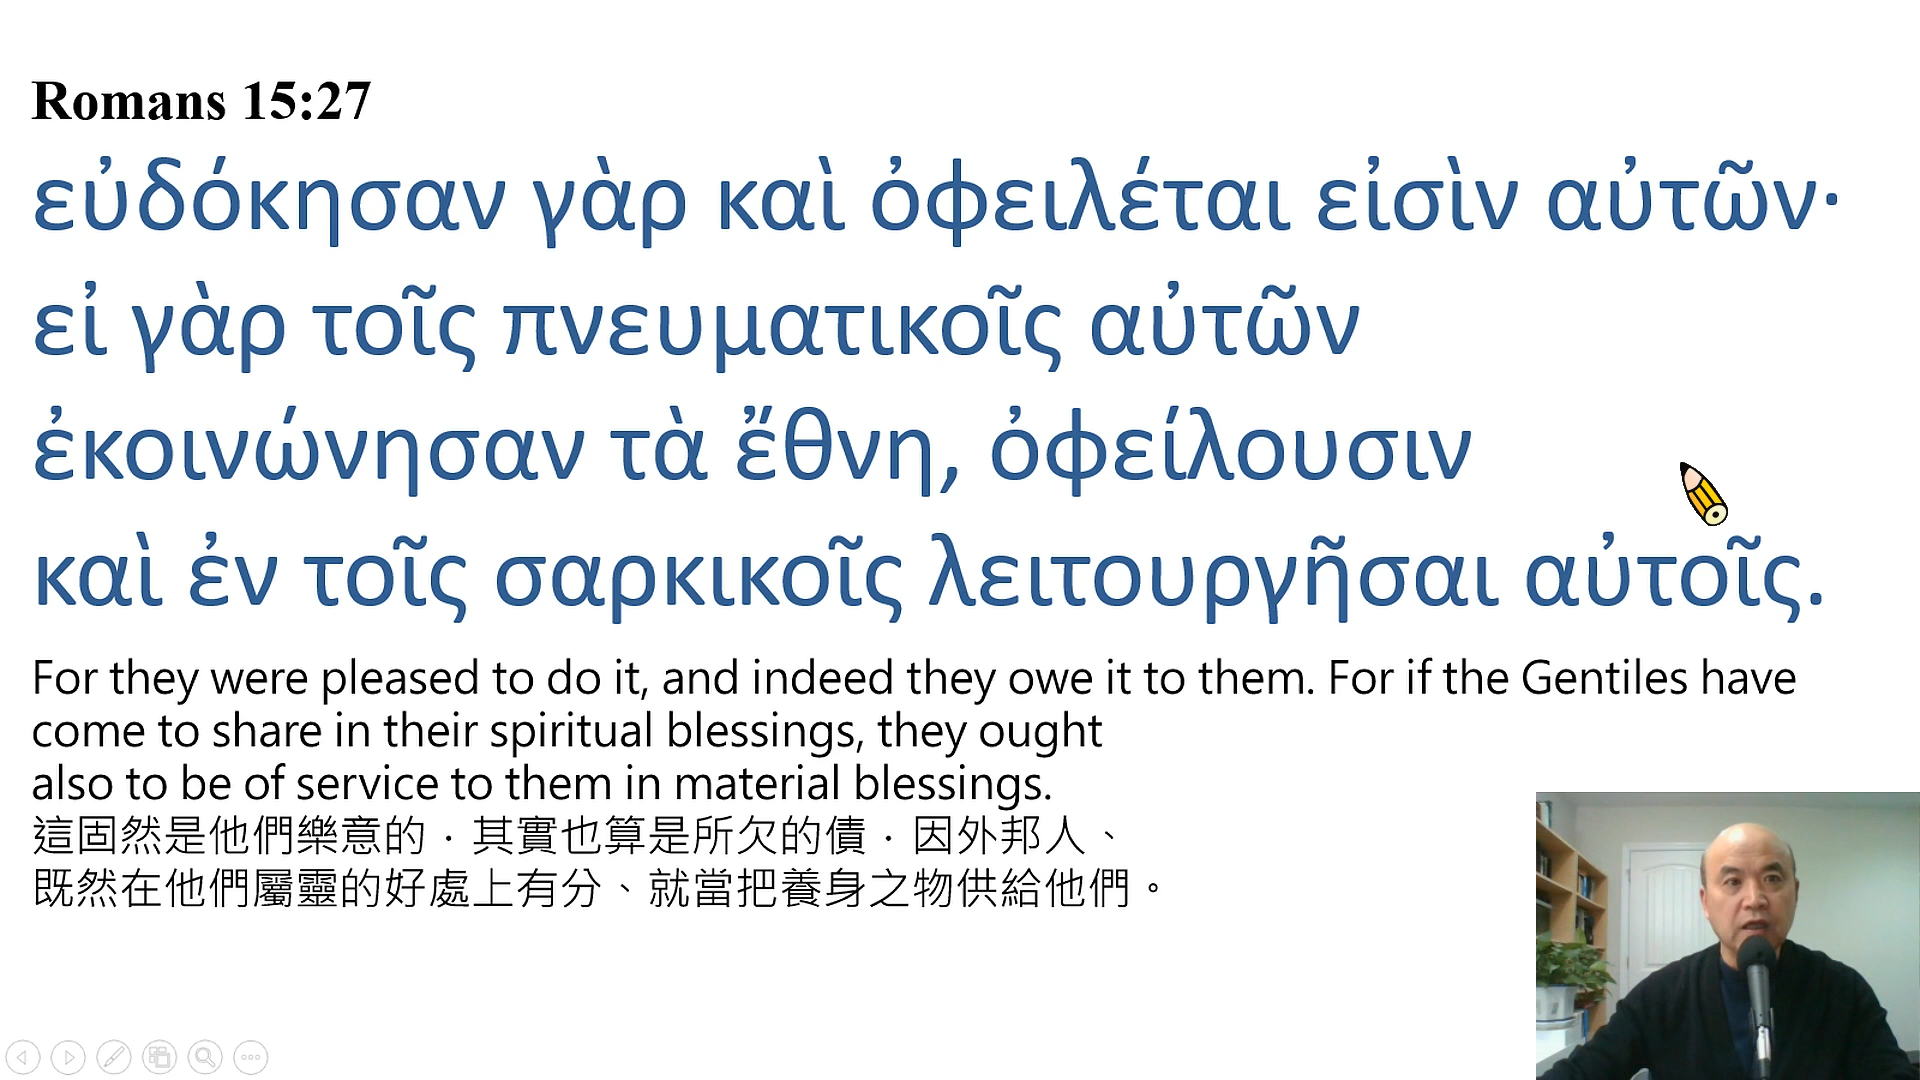 Romans 15:27
εὐδόκησαν γὰρ καὶ ὀφειλέται εἰσὶν αὐτῶν·
εἰ γὰρ τοῖς πνευματικοῖς αὐτῶν
ἐκοινώνησαν τὰ ἔθνη, ὀφείλουσιν
καὶ ἐν τοῖς σαρκικοῖς λειτουργῆσαι αὐτοῖς.
For they were pleased to do it, and indeed they owe it to them. For if the Gentiles have
come to share in their spiritual blessings, they ought
also to be of service to them in material blessings.
這固然是他們樂意的．其實也算是所欠的債．因外邦人、
既然在他們屬靈的好處上有分、就當把養身之物供給他們。